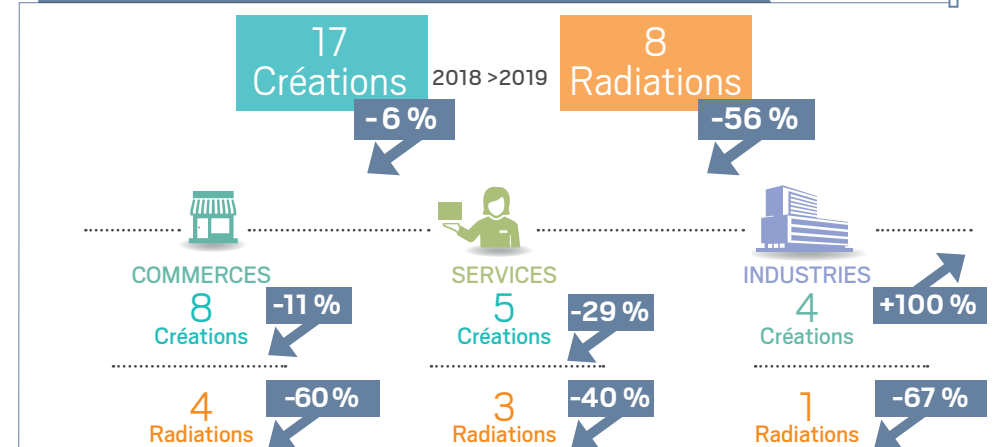 17
Créations
2018 >2019
8
Radiations
-6 %
-56 %
COMMERCES
SERVICES
INDUSTRIES
8
Créations
-11 %
5
Créations
-29 %
4
Créations
+100 %
4
Radiations
-60 %
3
Radiations
-40 %
1
Radiations
-67 %